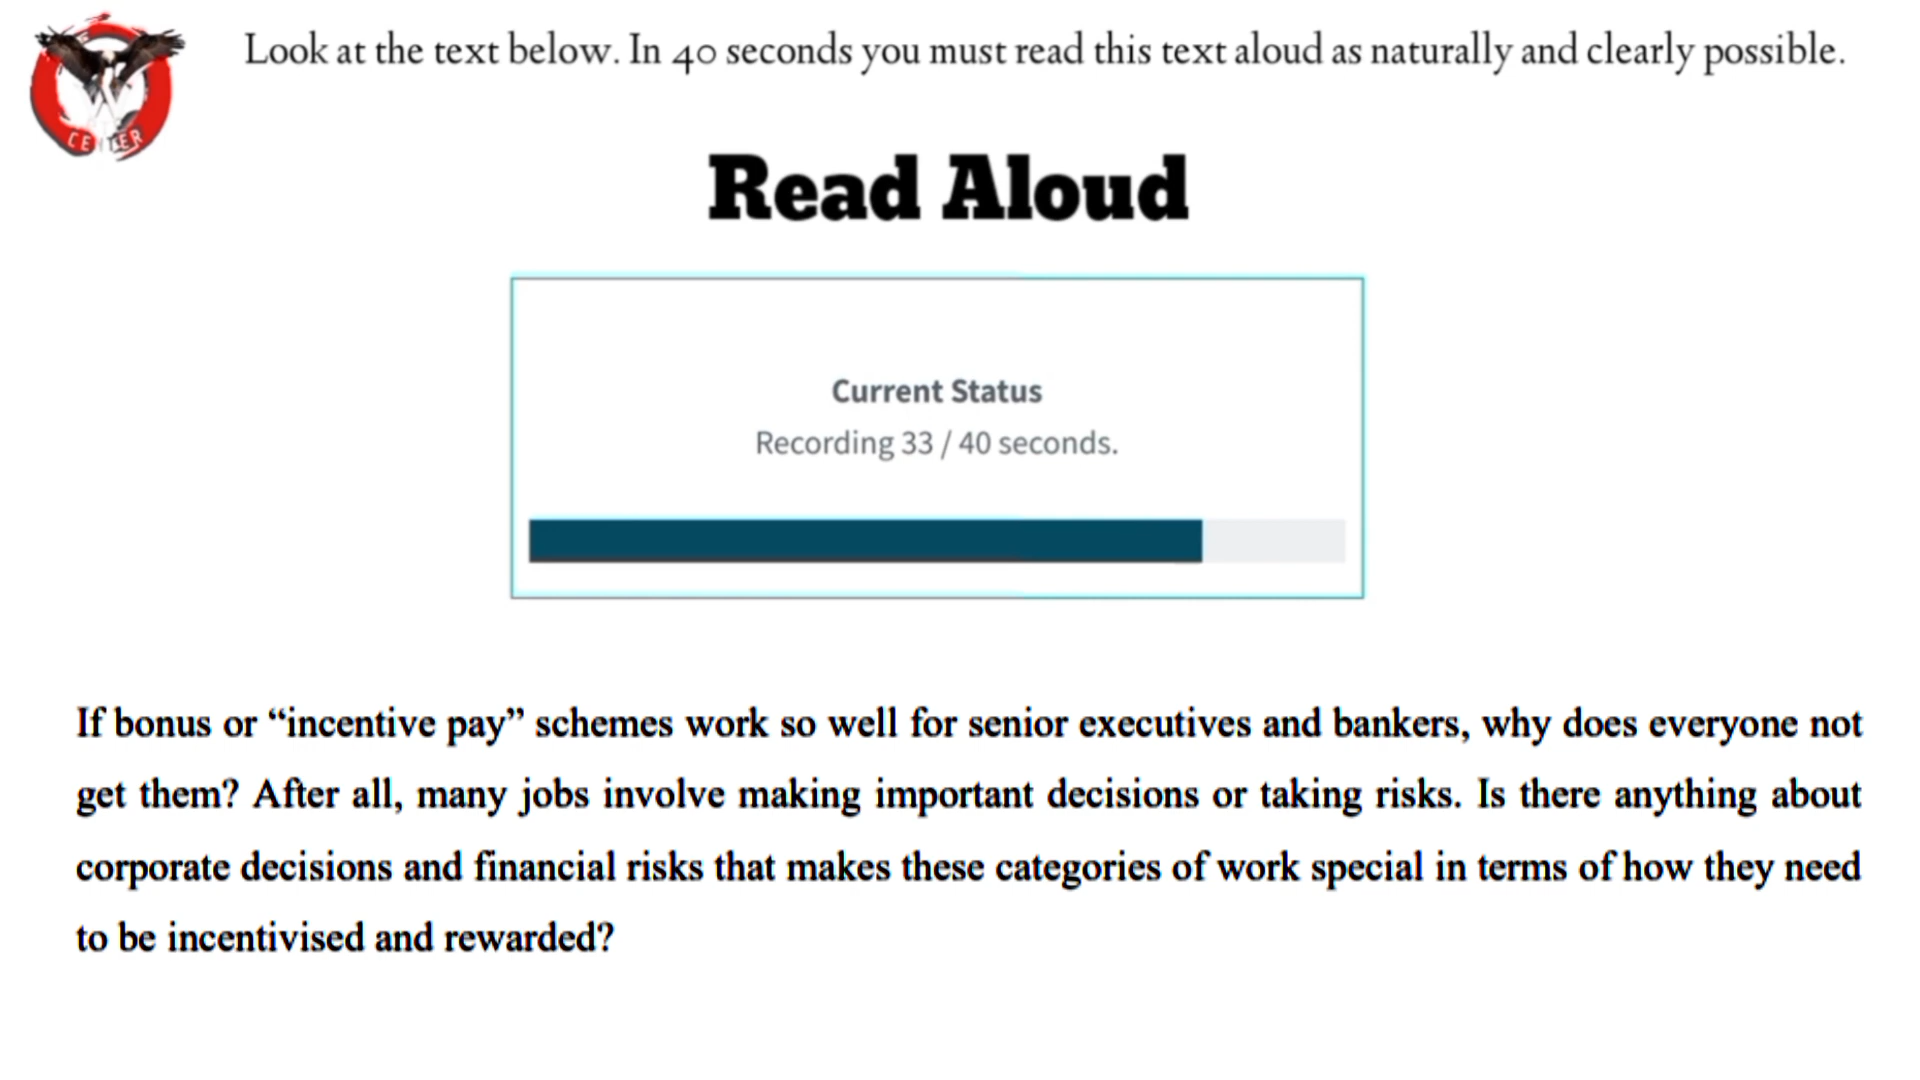 Look at the text below. In 40 seconds you must read this text aloud as naturally and clearly possible.
CENTER
Read Aloud
Current Status
Recording 33 / 40 seconds.
If bonus or “incentive pay” schemes work so well for senior executives and bankers, why does everyone not
get them? After all, many jobs involve making important decisions or taking risks. Is there anything about
corporate decisions and financial risks that makes these categories of work special in terms of how they need
to be incentivised and rewarded?